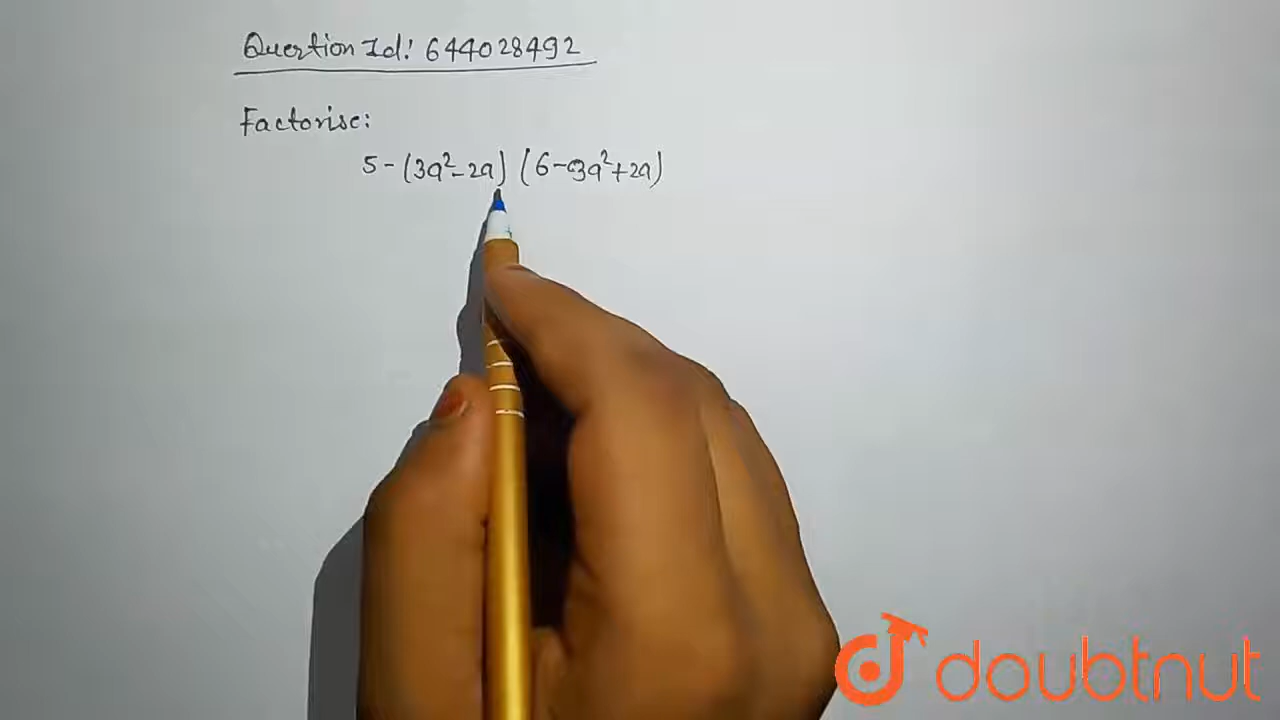 Question Id: 644028492
Factorise:
5-(3a²-2a) (6-3a²+2a)
doubtnut